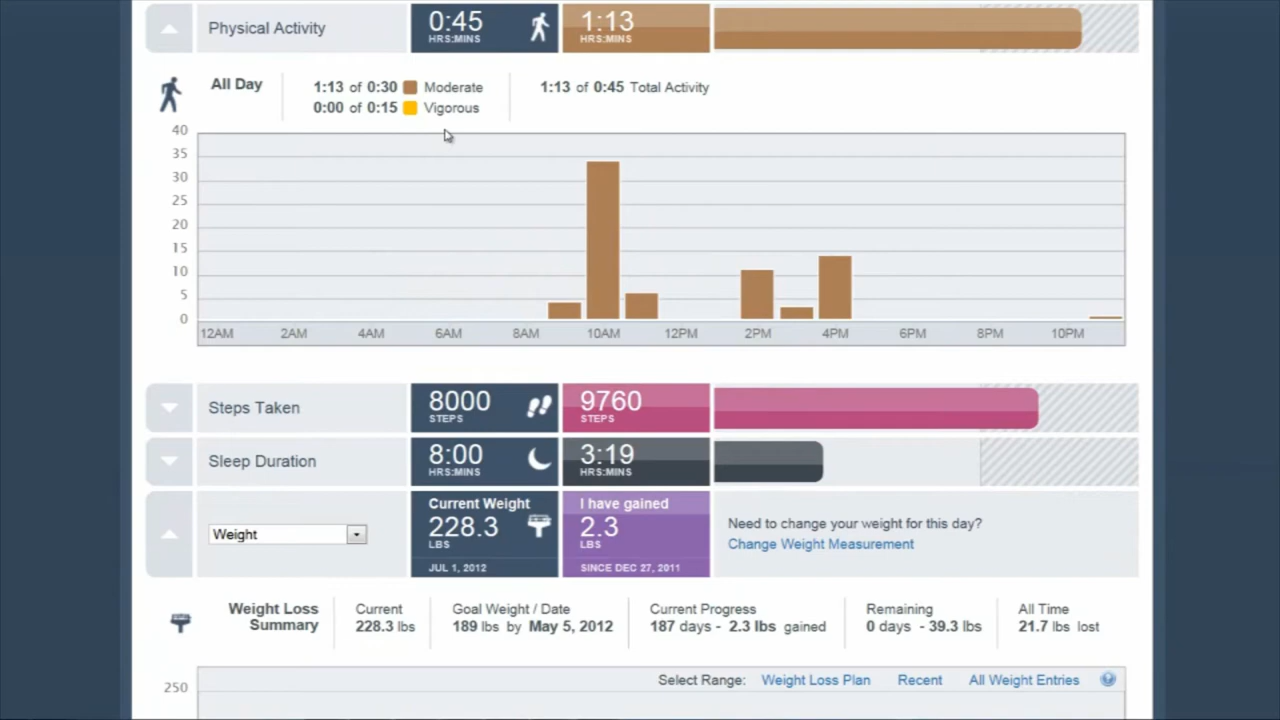 Physical Activity
0:45
HRS:MINS
1:13
HRS:MINS
All Day
1:13 of 0:30 Moderate
0:00 of 0:15 Vigorous
1:13 of 0:45 Total Activity
40
35
30
25
20
15
10
5
0
12AM 2AM 4AM 6AM 8AM 10AM 12PM 2PM 4PM 6PM 8PM 10PM
Steps Taken
8000
STEPS
9760
STEPS
Sleep Duration
8:00
HRS:MINS
3:19
HRS:MINS
Weight
Current Weight
228.3
LBS
JUL 1, 2012
I have gained
2.3
LBS
SINCE DEC 27, 2011
Need to change your weight for this day?
Change Weight Measurement
Weight Loss
Summary
Current
228.3 lbs
Goal Weight / Date
189 lbs by May 5, 2012
Current Progress
187 days - 2.3 lbs gained
Remaining
0 days - 39.3 lbs
All Time
21.7 lbs lost
Select Range: Weight Loss Plan Recent All Weight Entries ?
250